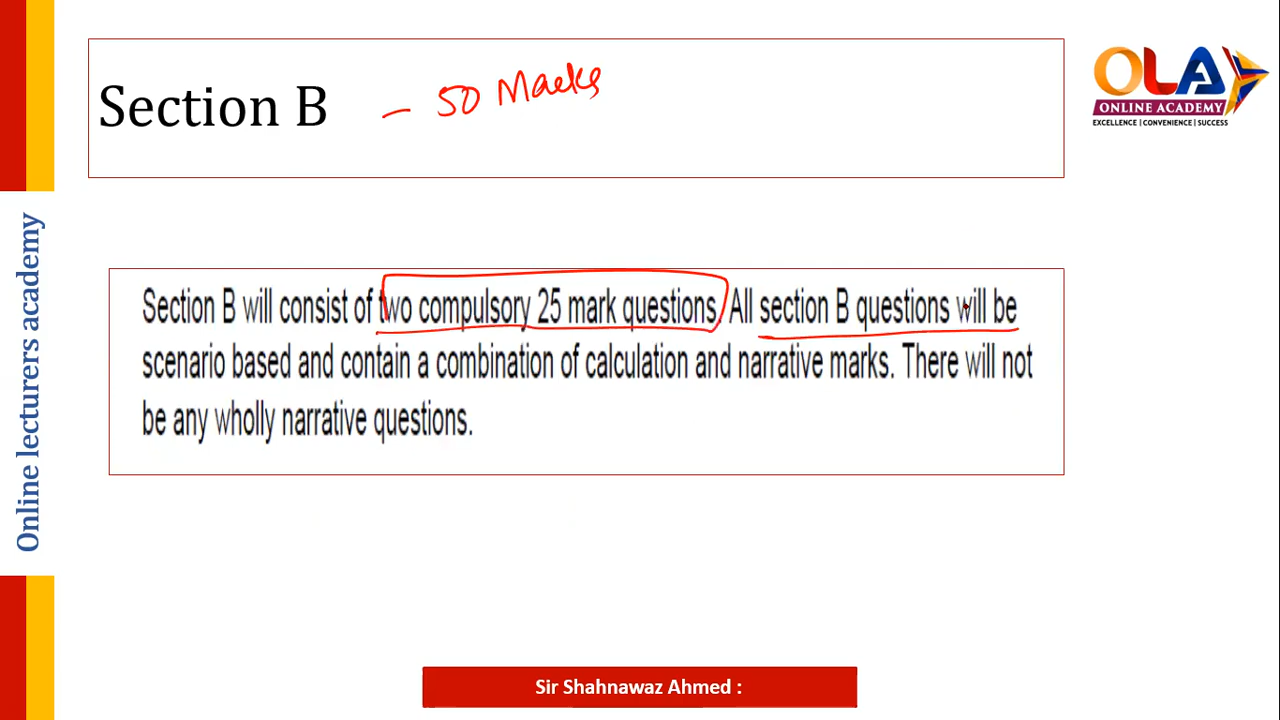 Section B
– 50 Marks
OLA
ONLINE ACADEMY
EXCELLENCE | CONVENIENCE | SUCCESS
Online lecturers academy
Section B will consist of two compulsory 25 mark questions. All section B questions will be
scenario based and contain a combination of calculation and narrative marks. There will not
be any wholly narrative questions.
Sir Shahnawaz Ahmed :